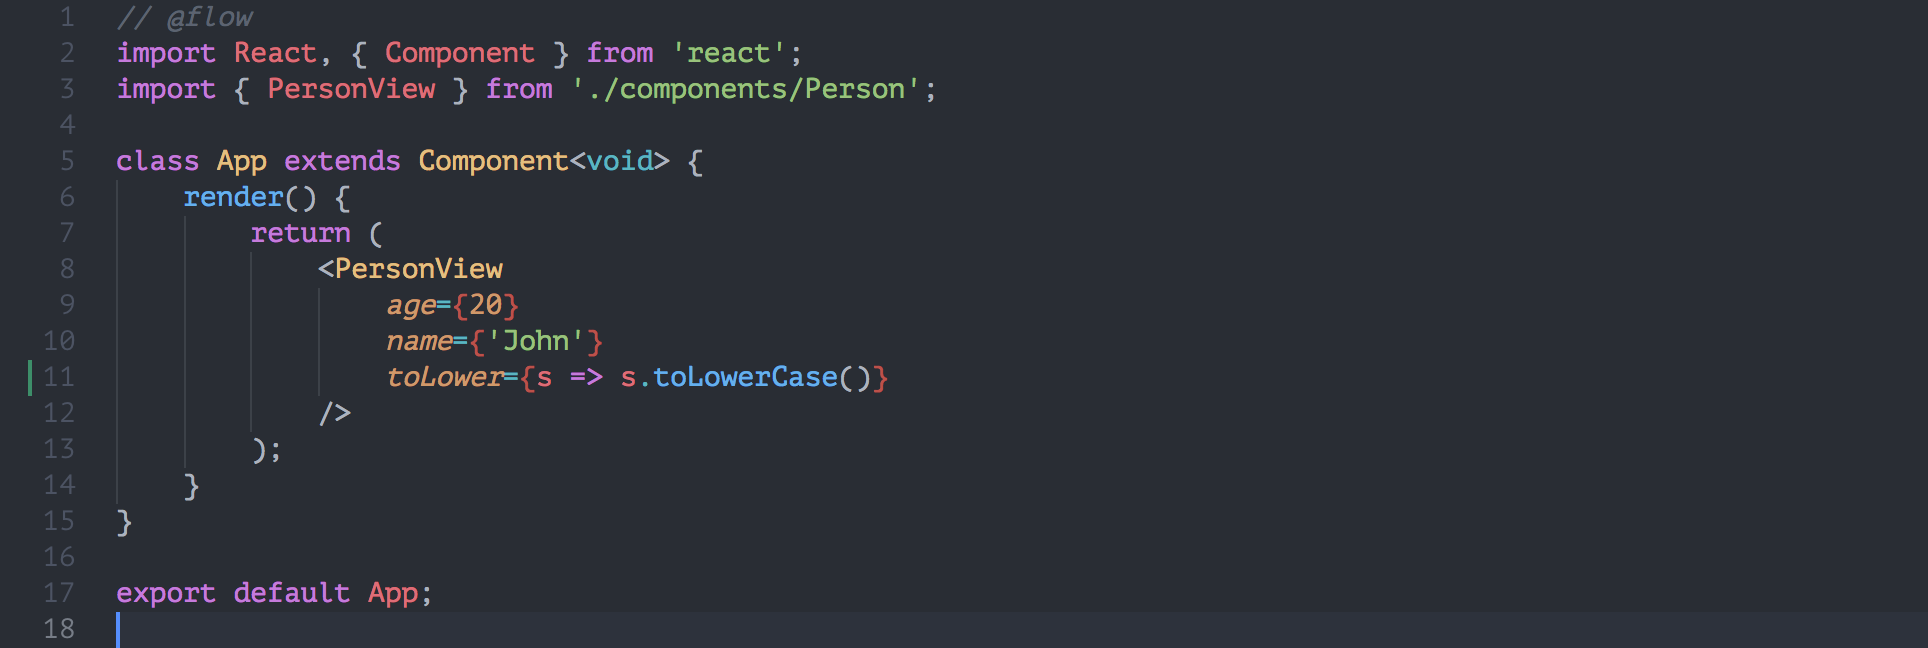 1 // @flow
2 import React, { Component } from 'react';
3 import { PersonView } from './components/Person';
4
5 class App extends Component<void> {
6     render() {
7         return (
8             <PersonView
9                 age={20}
10                 name={'John'}
11                 toLower={s => s.toLowerCase()}
12             />
13         );
14     }
15 }
16
17 export default App;
18